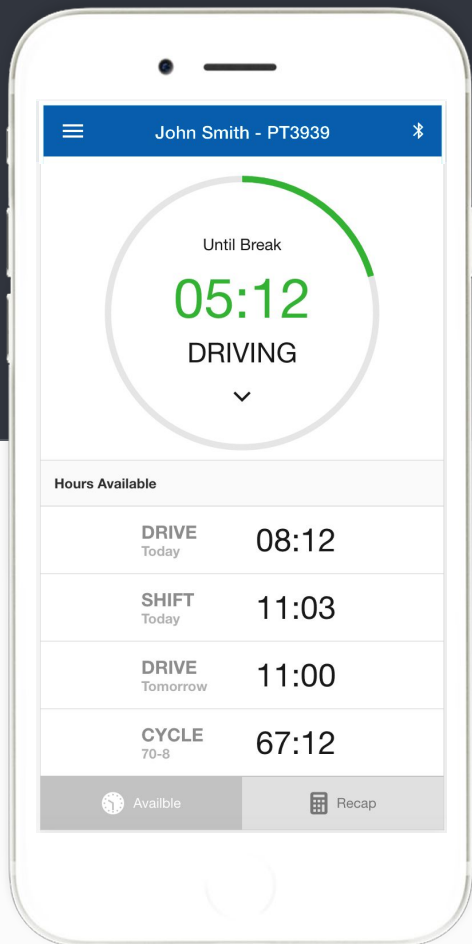 John Smith - PT3939
Until Break
05:12
DRIVING
Hours Available
DRIVE 08:12
Today
SHIFT 11:03
Today
DRIVE 11:00
Tomorrow
CYCLE 67:12
70-8
Availble
Recap